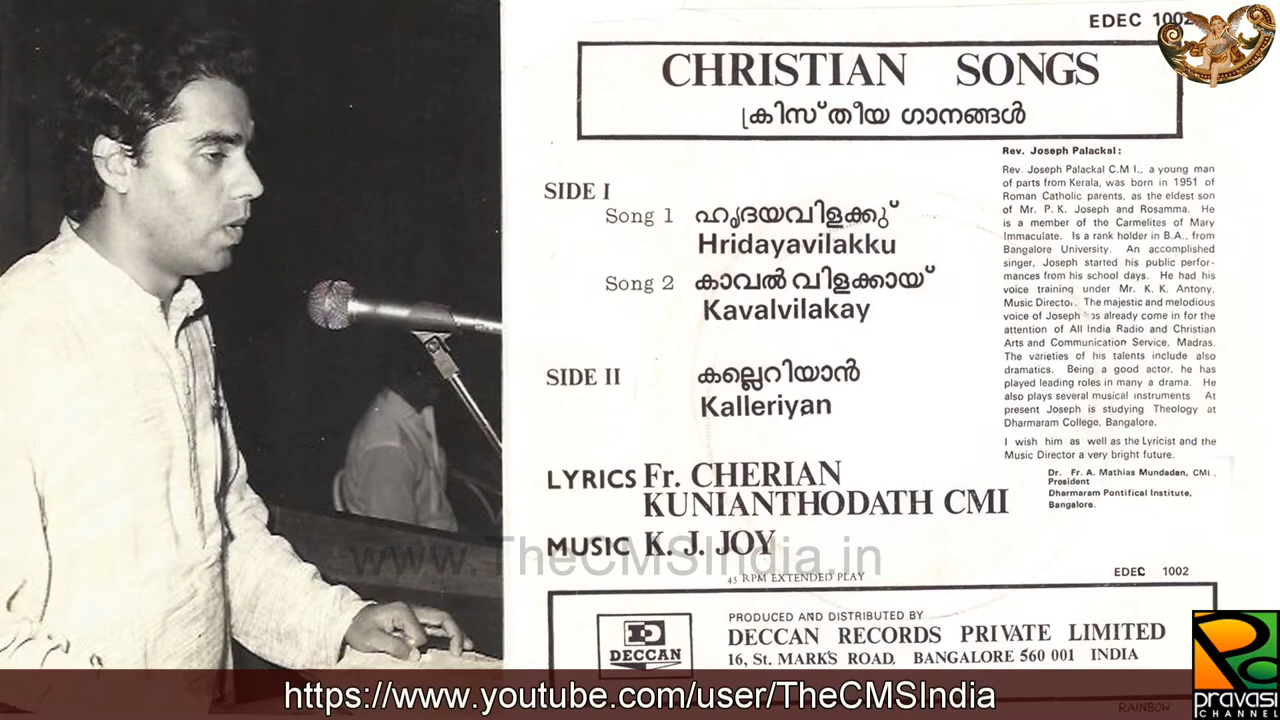 EDEC 1002
CHRISTIAN SONGS
ക്രിസ്തീയ ഗാനങ്ങൾ
SIDE I
Song 1 ഹൃദയവിളക്കു്
Hridayavilakku
Song 2 കാവൽ വിളക്കായ്
Kavalvilakay
SIDE II
കല്ലെറിയാൻ
Kalleriyan
LYRICS Fr. CHERIAN
KUNIANTHODATH CMI
MUSIC K. J. JOY
www.TheCMSIndia.in
45 RPM EXTENDED PLAY
Rev. Joseph Palackal:
Rev. Joseph Palackal C.M I., a young man
of parts from Kerala, was born in 1951 of
Roman Catholic parents, as the eldest son
of Mr. P. K. Joseph and Rosamma. He
is a member of the Carmelites of Mary
Immaculate. Is a rank holder in B.A., from
Bangalore University. An accomplished
singer, Joseph started his public perfor-
mances from his school days. He had his
voice training under Mr. K. K. Antony,
Music Director. The majestic and melodious
voice of Joseph has already come in for the
attention of All India Radio and Christian
Arts and Communication Service, Madras.
The varieties of his talents include also
dramatics. Being a good actor, he has
played leading roles in many a drama. He
also plays several musical instruments At
present Joseph is studying Theology at
Dharmaram College, Bangalore.
I wish him as well as the Lyricist and the
Music Director a very bright future.
Dr. Fr. A. Mathias Mundadan, CMI,
President
Dharmaram Pontifical Institute,
Bangalore.
EDEC 1002
DECCAN
PRODUCED AND DISTRIBUTED BY
DECCAN RECORDS PRIVATE LIMITED
16, St. MARK'S ROAD, BANGALORE 560 001 INDIA
RAINBOW
https://www.youtube.com/user/TheCMSIndia
pravasi
CHANNEL